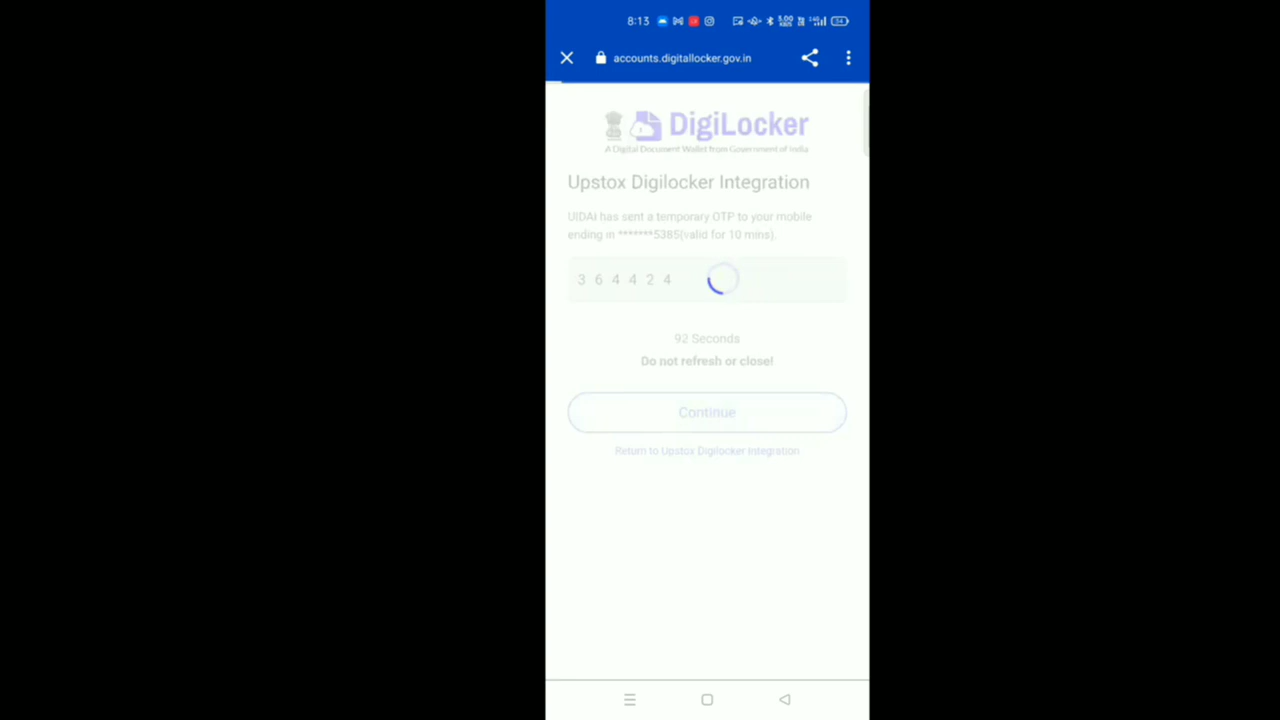 8:13
accounts.digitallocker.gov.in
DigiLocker
A Digital Document Wallet from Government of India
Upstox Digilocker Integration
UIDAI has sent a temporary OTP to your mobile
ending in *******5385(valid for 10 mins).
3 6 4 4 2 4
92 Seconds
Do not refresh or close!
Continue
Return to Upstox Digilocker Integration